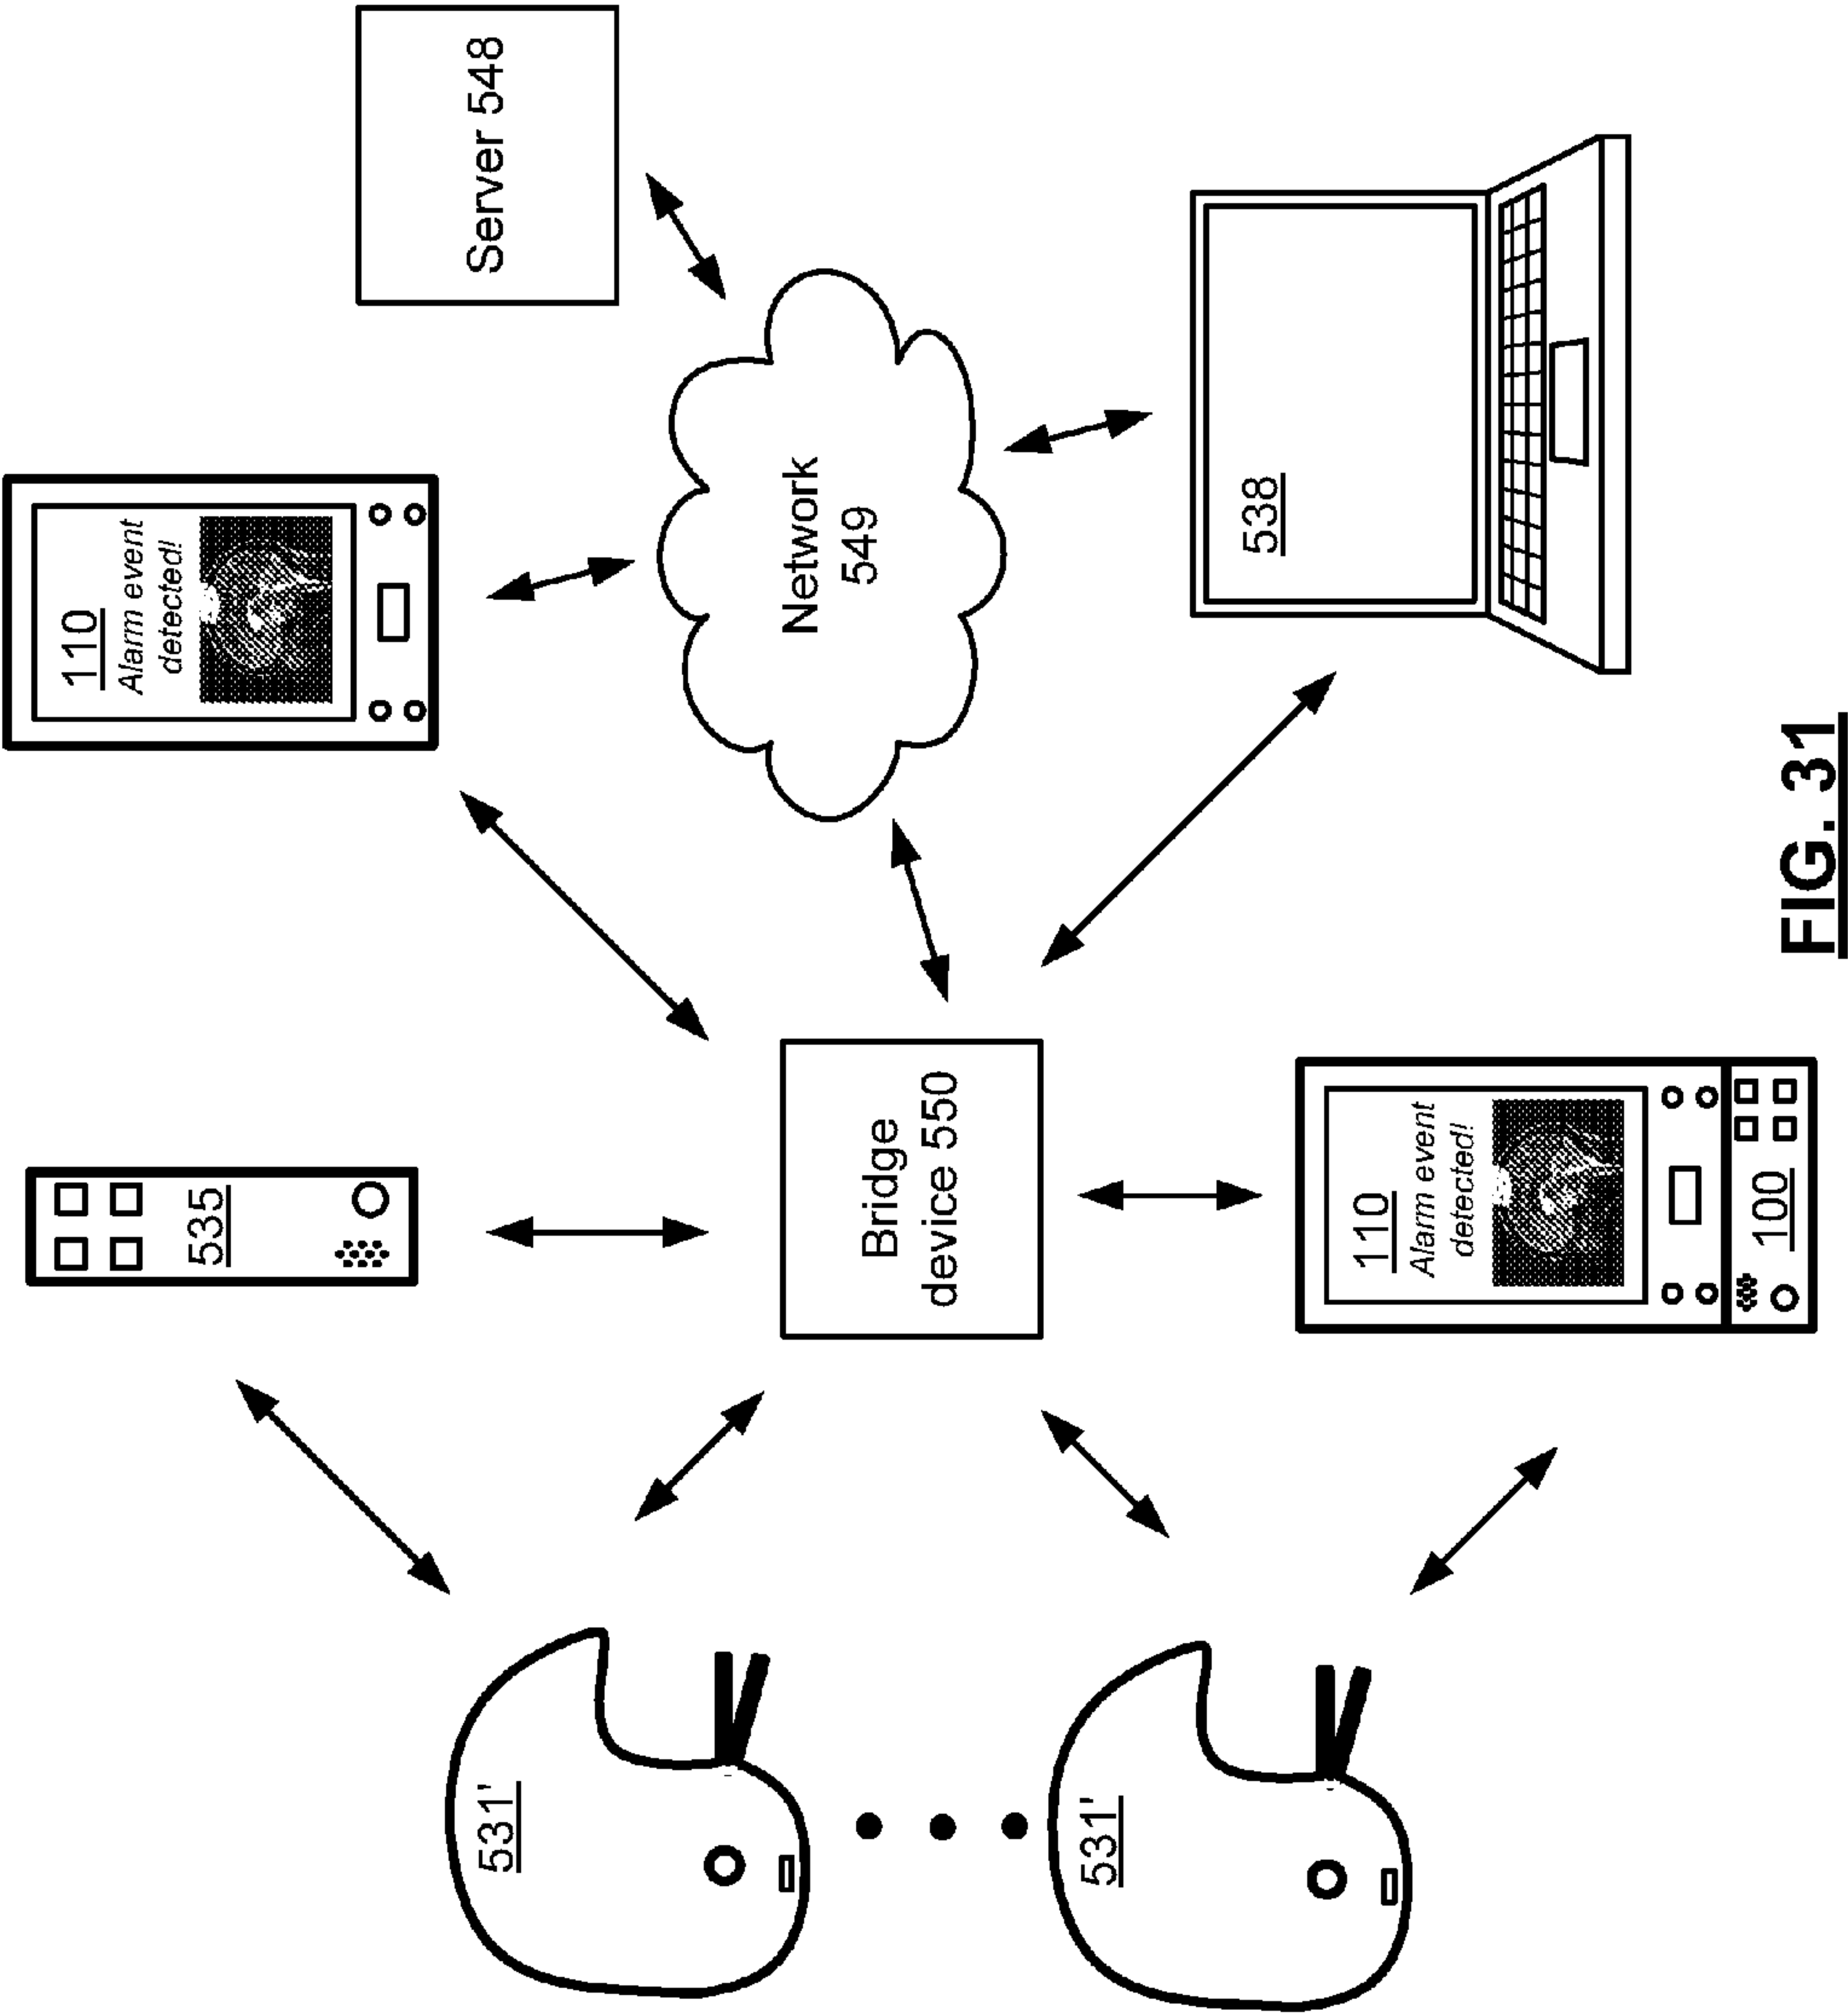 531'
531'
535
Bridge
device 550
110
Alarm event
detected!
100
110
Alarm event
detected!
Network
549
538
Server 548
FIG. 31